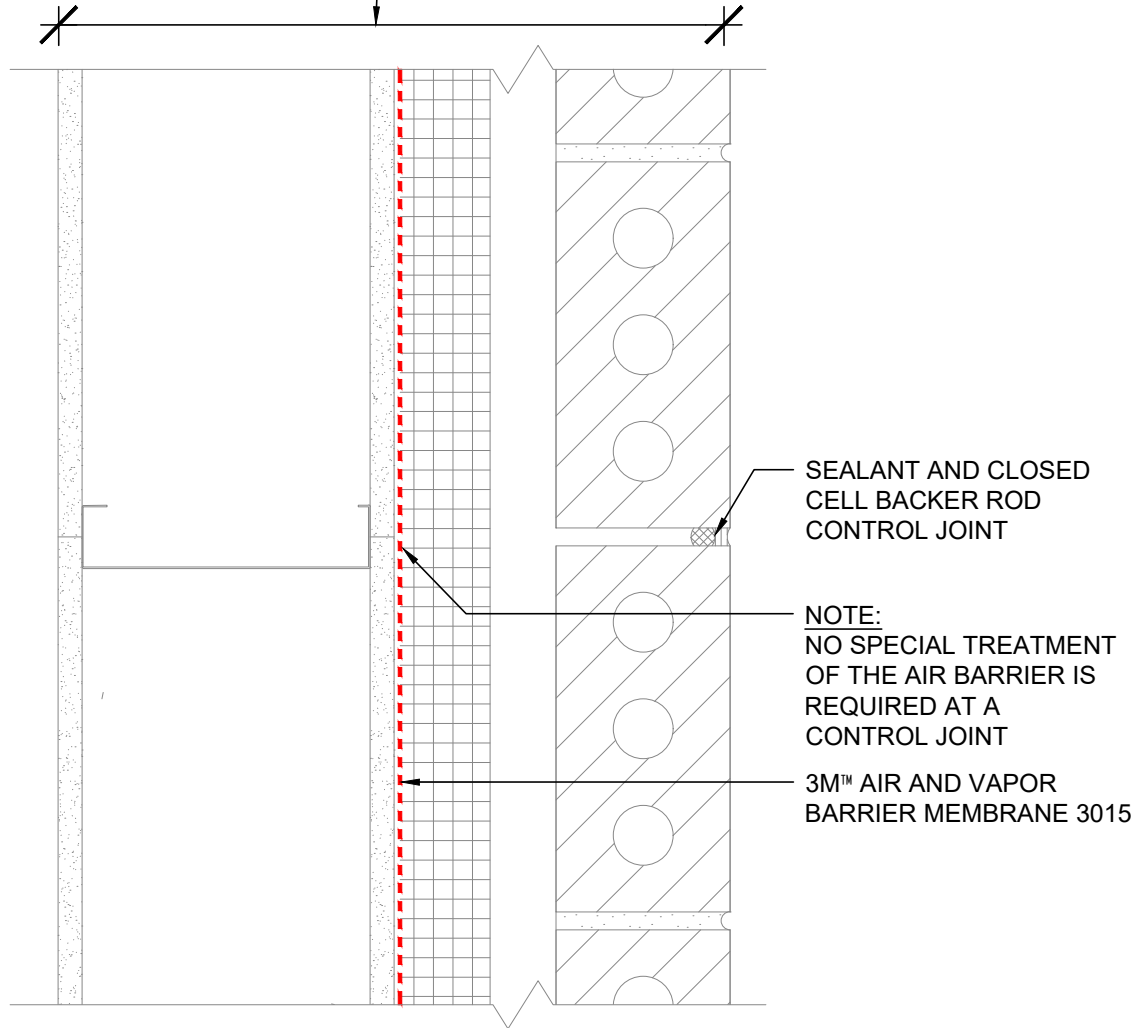 SEALANT AND CLOSED
CELL BACKER ROD
CONTROL JOINT
NOTE:
NO SPECIAL TREATMENT
OF THE AIR BARRIER IS
REQUIRED AT A
CONTROL JOINT
3M™ AIR AND VAPOR
BARRIER MEMBRANE 3015